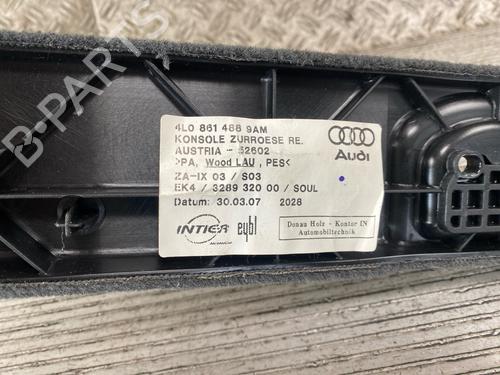 B-PARTS
4L0 861 488 9AM
KONSOLE ZURROESE RE.
AUSTRIA - 52602
>PA, Wood LAU , PES<
ZA-IX 03 / S03
EK4 / 3289 320 00 / SOUL
Datum: 30.03.07 2028
Audi
INTIER eybl
Donau Holz - Kontor IN
Automobiltechnik